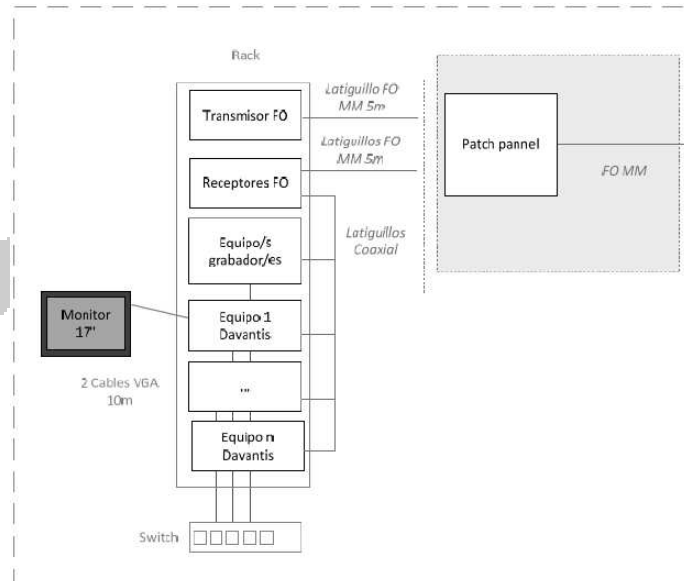 Rack
Transmisor FO
Latiguillo FO
MM 5m
Patch pannel
FO MM
Latiguillos FO
MM 5m
Receptores FO
Latiguillos
Coaxial
Equipo/s
grabador/es
Monitor
17"
Equipo 1
Davantis
2 Cables VGA
10m
...
Equipo n
Davantis
Switch